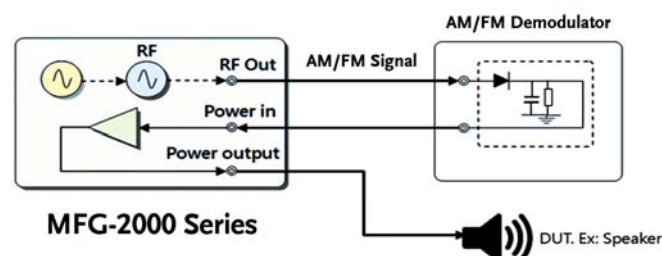 AM/FM Demodulator
RF
RF Out
AM/FM Signal
Power in
Power output
MFG-2000 Series
DUT. Ex: Speaker